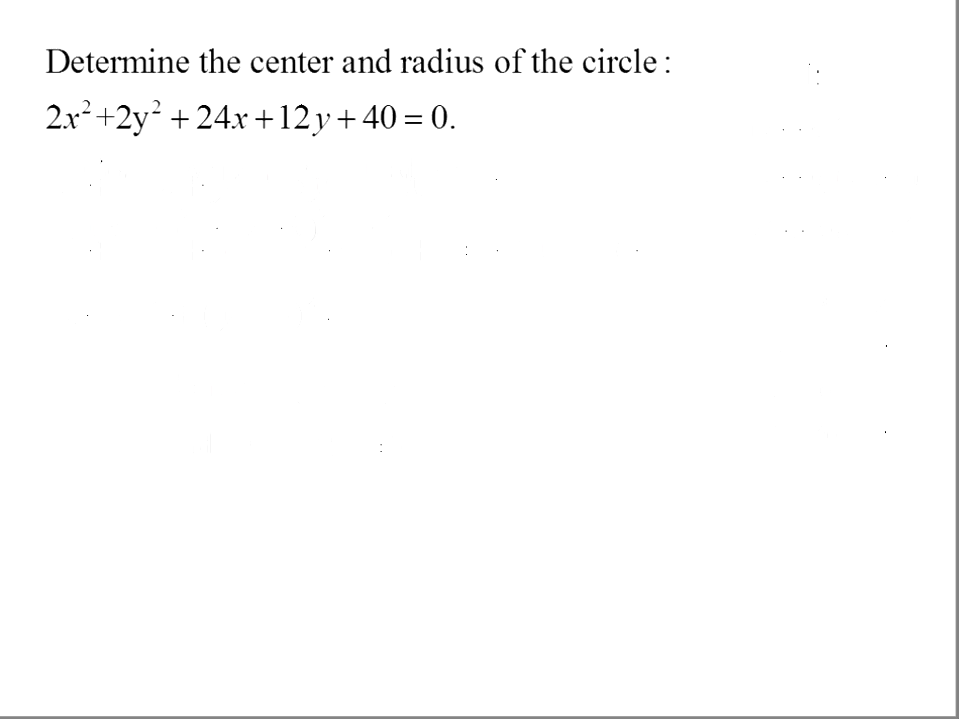 Determine the center and radius of the circle :
2x²+2y² + 24x + 12y + 40 = 0.